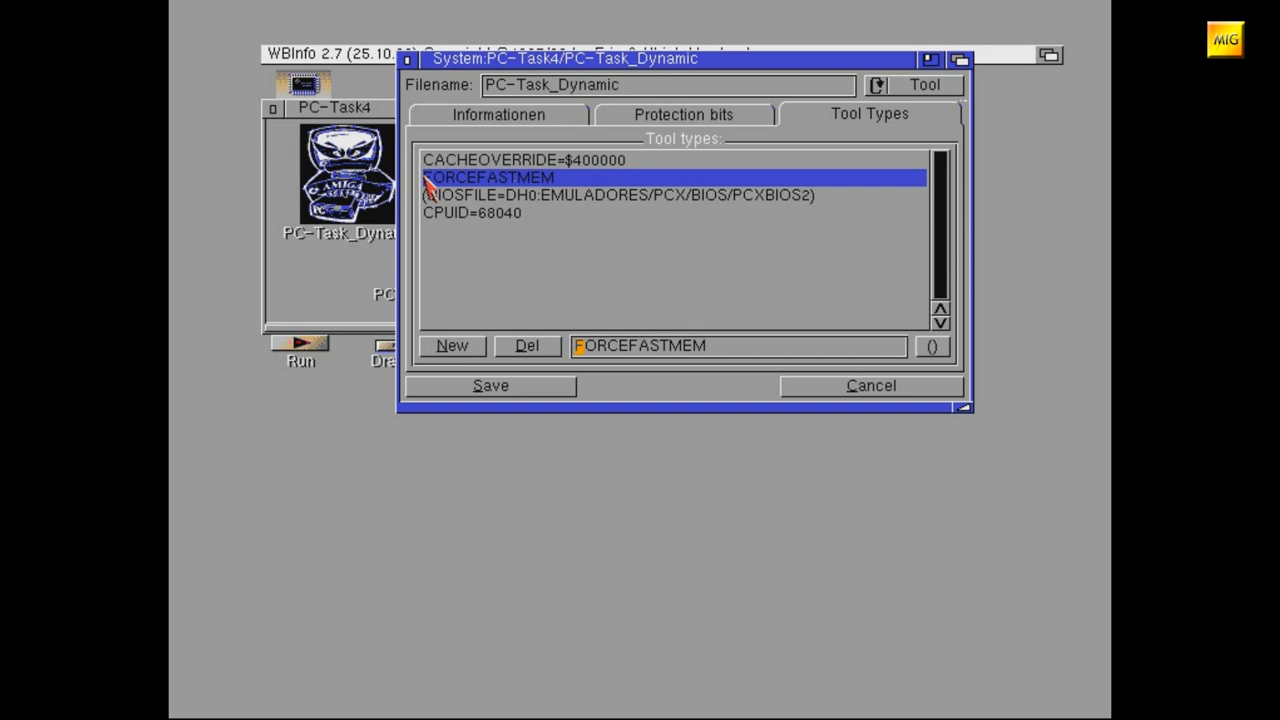 MIG
WBInfo 2.7 (25.10.
System:PC-Task4/PC-Task_Dynamic
Filename: PC-Task_Dynamic Tool
PC-Task4
Informationen Protection bits Tool Types
Tool types:
CACHEOVERRIDE=$400000
FORCEFASTMEM
(BIOSFILE=DH0:EMULADORES/PCX/BIOS/PCXBIOS2)
CPUID=68040
AMIGA
PC
PC-Task_Dyna
PC
New Del FORCEFASTMEM ()
Run Dra
Save Cancel